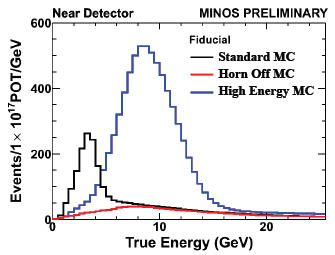 Near Detector MINOS PRELIMINARY
Events/1 × 10¹⁷POT/GeV
600
400
200
0
Fiducial
Standard MC
Horn Off MC
High Energy MC
0 10 20
True Energy (GeV)